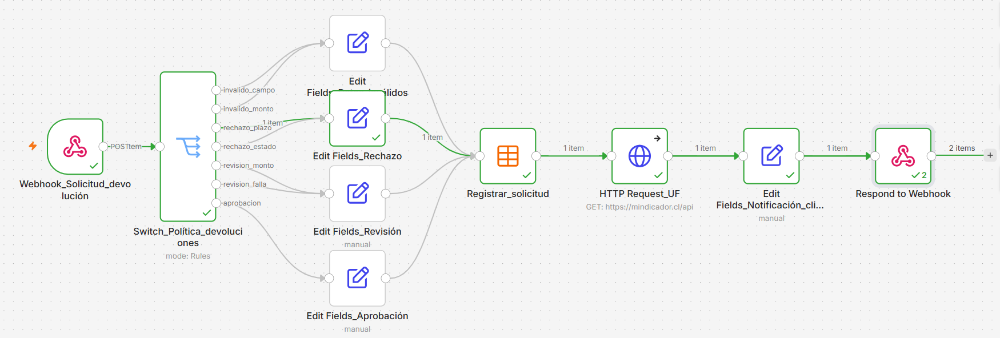 Edit
Fields_Datos_inválidos
invalido_campo
invalido_monto
1 item
rechazo_plazo
rechazo_estado
revision_monto
revision_falla
aprobacion
POST
item
Webhook_Solicitud_devo
lución
Switch_Política_devoluci
ones
mode: Rules
Edit Fields_Rechazo
1 item
Edit Fields_Revisión
manual
Edit Fields_Aprobación
manual
Registrar_solicitud
1 item
HTTP Request_UF
GET: https://mindicador.cl/api
1 item
Edit
Fields_Notificación_cli...
manual
1 item
2
Respond to Webhook
2 items